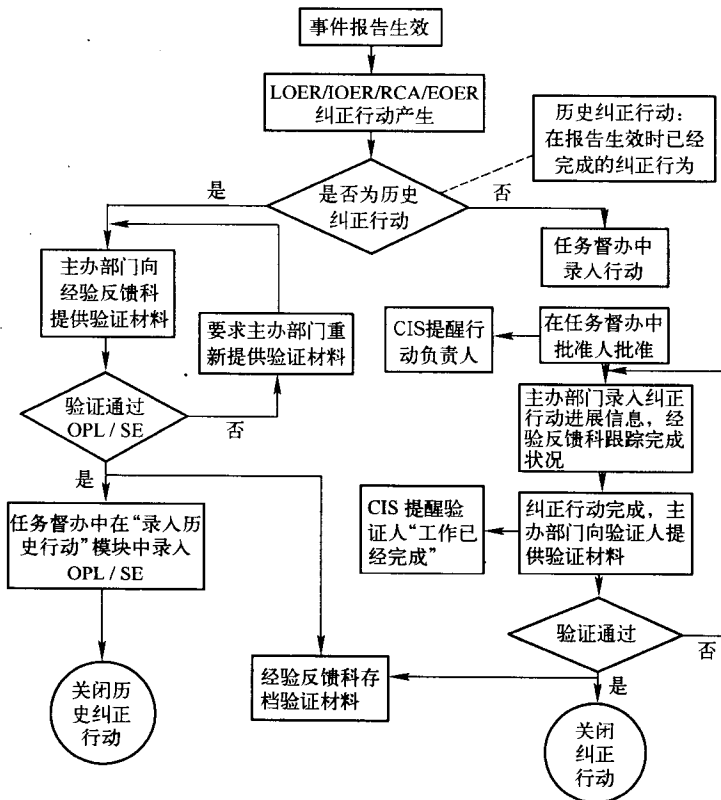 事件报告生效
LOER/IOER/RCA/EOER
纠正行动产生
历史纠正行动：
在报告生效时已经
完成的纠正行为
是否为历史
纠正行动
是
否
主办部门向
经验反馈科
提供验证材料
要求主办部门重
新提供验证材料
验证通过
OPL / SE
否
是
任务督办中在“录入历
史行动”模块中录入
OPL / SE
关闭历
史纠正
行动
任务督办中
录入行动
CIS提醒行
动负责人
在任务督办中
批准人批准
主办部门录入纠正
行动进展信息，经
验反馈科跟踪完成
状况
CIS 提醒验
证人“工作已
经完成”
纠正行动完成，主
办部门向验证人提
供验证材料
验证通过
否
是
经验反馈科存
档验证材料
关闭
纠正
行动